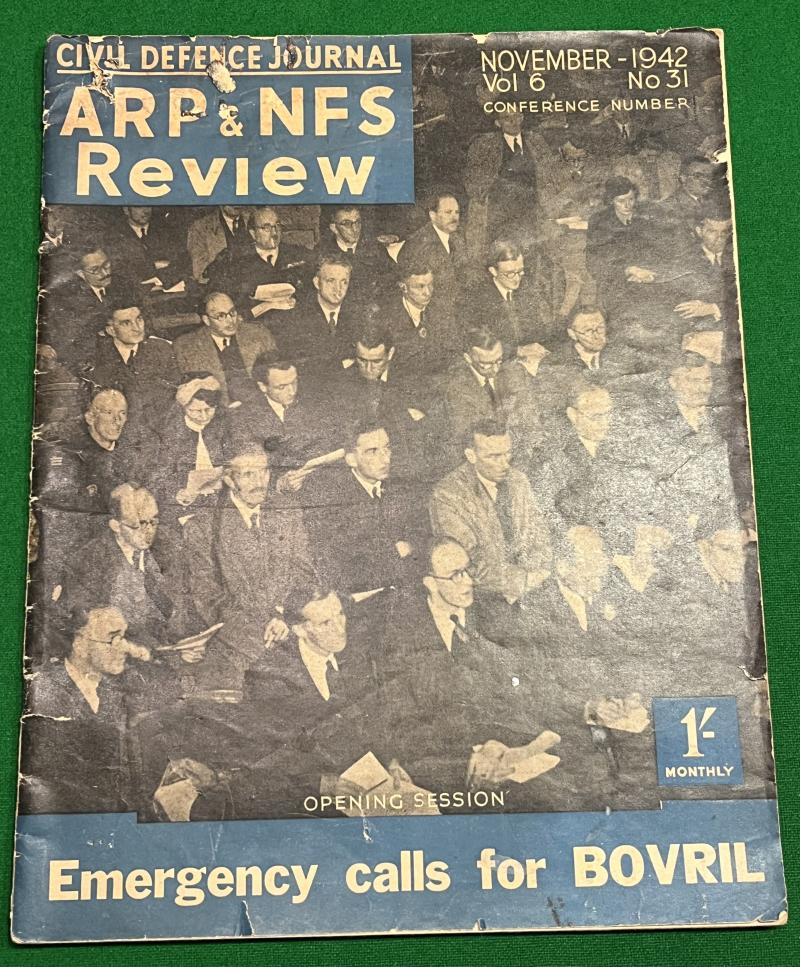 CIVIL DEFENCE JOURNAL
ARP & NFS
Review
NOVEMBER - 1942
Vol 6 No 31
CONFERENCE NUMBER
1/-
MONTHLY
OPENING SESSION
Emergency calls for BOVRIL